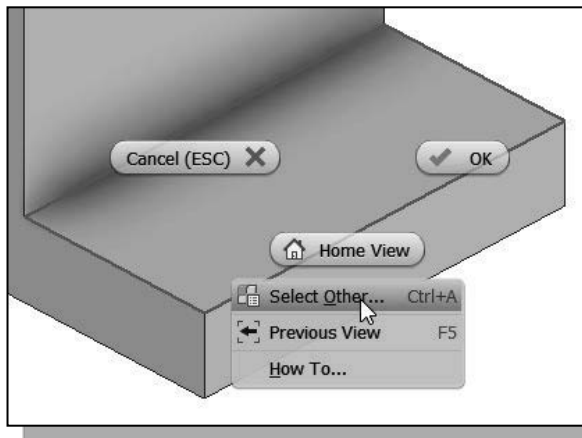 Cancel (ESC)
OK
Home View
Select Other... Ctrl+A
Previous View F5
How To...